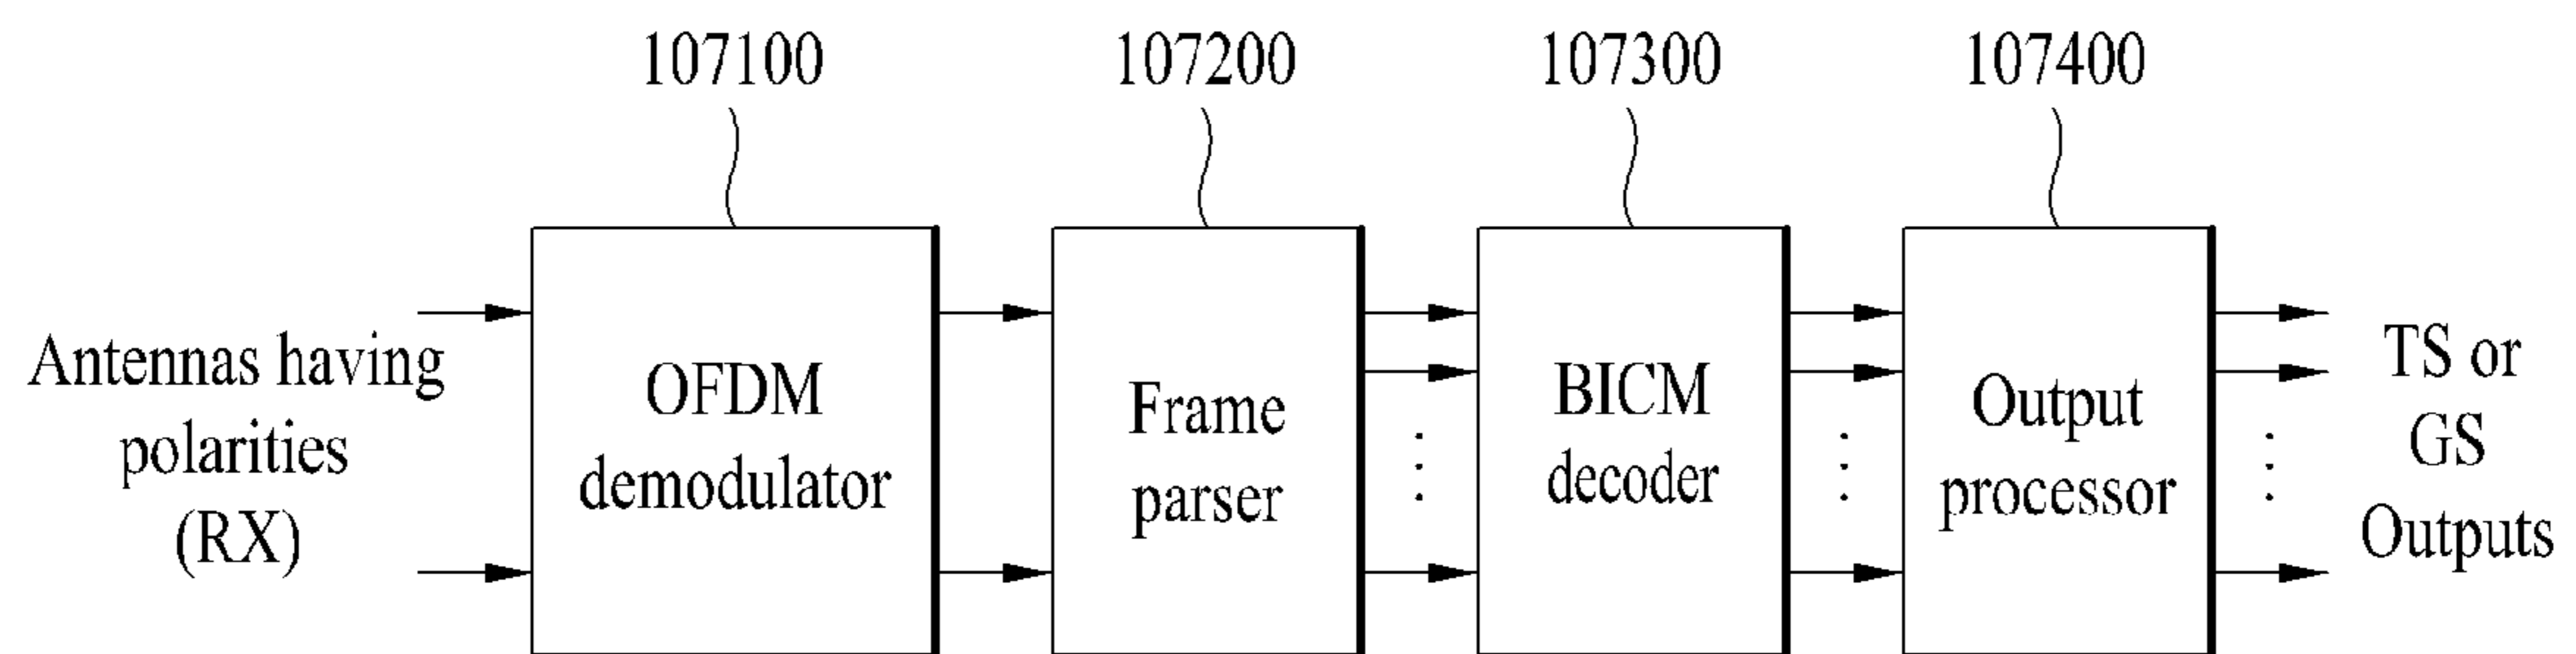 107100
107200
107300
107400
Antennas having
polarities
(RX)
OFDM
demodulator
Frame
parser
BICM
decoder
Output
processor
TS or
GS
Outputs